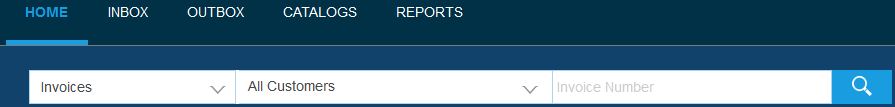 HOME INBOX OUTBOX CATALOGS REPORTS
Invoices All Customers Invoice Number